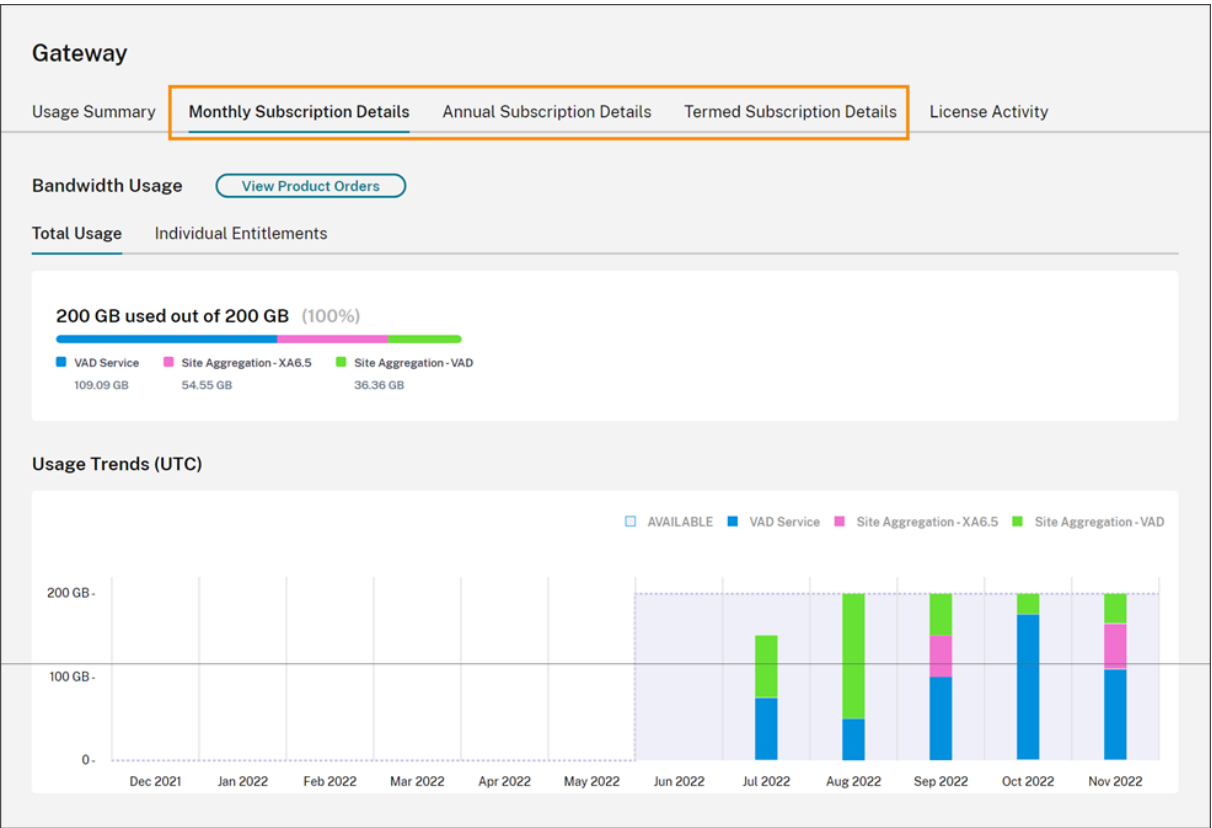 Gateway
Usage Summary Monthly Subscription Details Annual Subscription Details Termed Subscription Details License Activity
Bandwidth Usage View Product Orders
Total Usage Individual Entitlements
200 GB used out of 200 GB (100%)
VAD Service Site Aggregation - XA6.5 Site Aggregation - VAD
109.09 GB 54.55 GB 36.36 GB
Usage Trends (UTC)
AVAILABLE VAD Service Site Aggregation - XA6.5 Site Aggregation - VAD
200 GB -
100 GB -
0 -
Dec 2021 Jan 2022 Feb 2022 Mar 2022 Apr 2022 May 2022 Jun 2022 Jul 2022 Aug 2022 Sep 2022 Oct 2022 Nov 2022